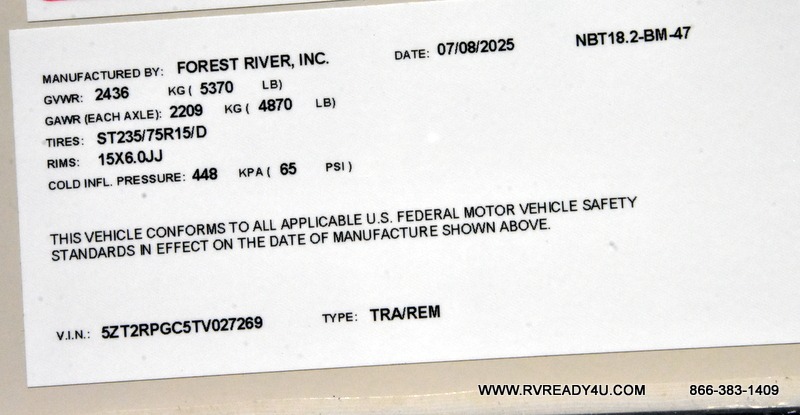 MANUFACTURED BY: FOREST RIVER, INC. DATE: 07/08/2025 NBT18.2-BM-47
GVWR: 2436 KG ( 5370 LB)
GAWR (EACH AXLE): 2209 KG ( 4870 LB)
TIRES: ST235/75R15/D
RIMS: 15X6.0JJ
COLD INFL. PRESSURE: 448 KPA ( 65 PSI )
THIS VEHICLE CONFORMS TO ALL APPLICABLE U.S. FEDERAL MOTOR VEHICLE SAFETY
STANDARDS IN EFFECT ON THE DATE OF MANUFACTURE SHOWN ABOVE.
V.I.N.: 5ZT2RPGC5TV027269 TYPE: TRA/REM
WWW.RVREADY4U.COM 866-383-1409